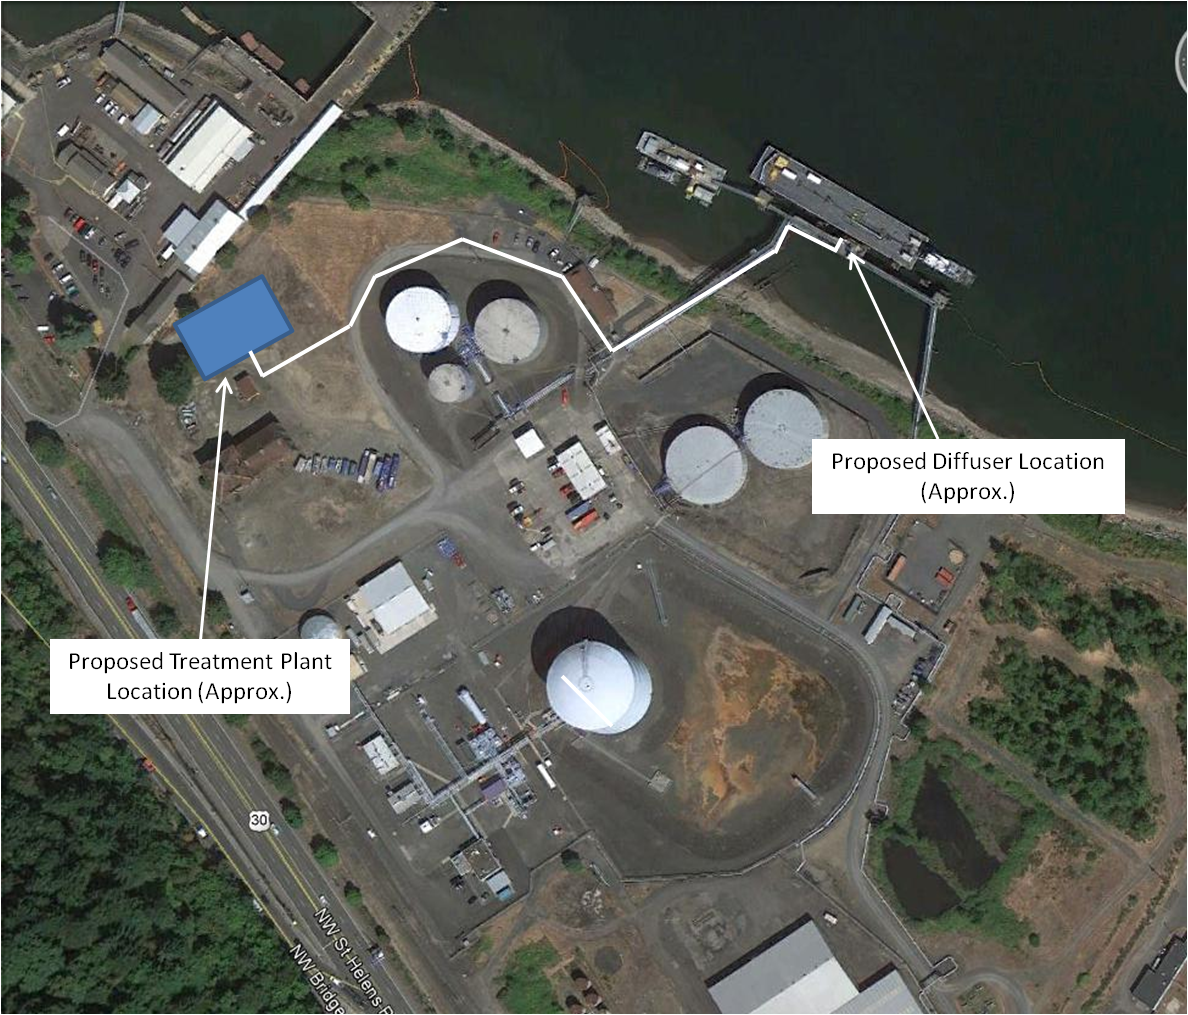 Proposed Diffuser Location
(Approx.)
Proposed Treatment Plant
Location (Approx.)
30
NW St Helens R
NW Bridge